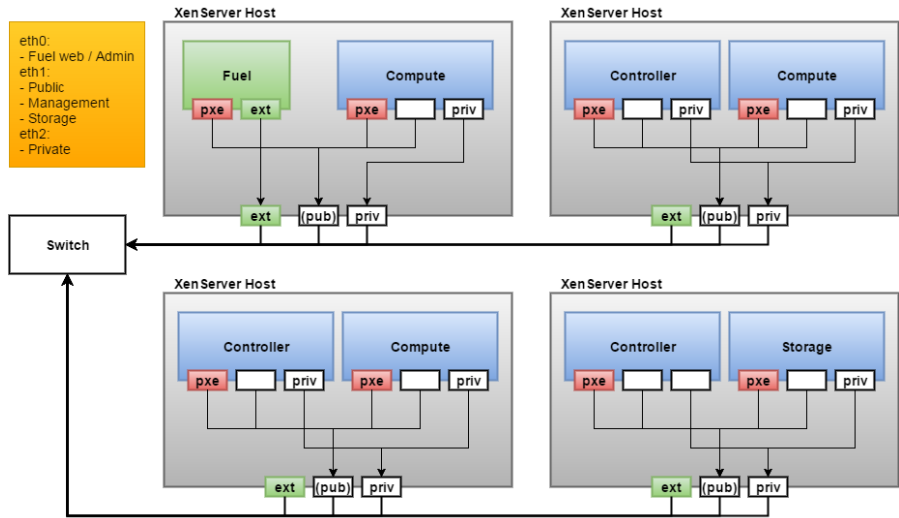 XenServer Host
XenServer Host
eth0:
- Fuel web / Admin
eth1:
- Public
- Management
- Storage
eth2:
- Private
Fuel
Compute
pxe
ext
pxe
priv
ext
(pub)
priv
Controller
Compute
pxe
priv
pxe
priv
ext
(pub)
priv
Switch
XenServer Host
XenServer Host
Controller
Compute
pxe
priv
pxe
priv
ext
(pub)
priv
Controller
Storage
pxe
pxe
priv
ext
(pub)
priv